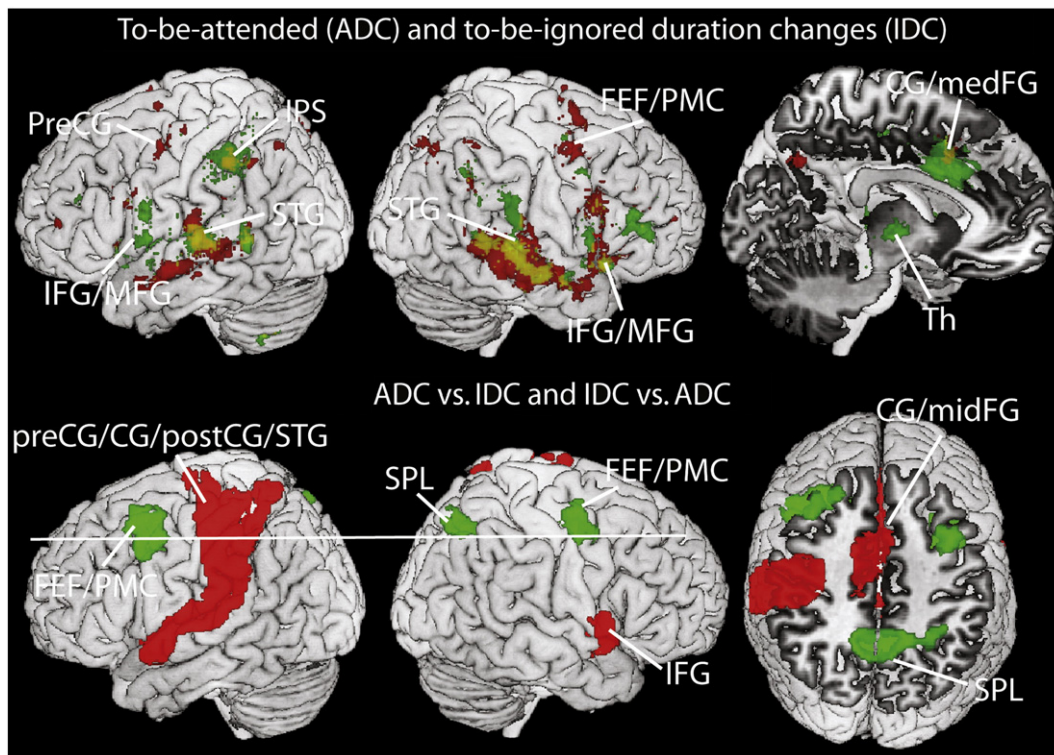 To-be-attended (ADC) and to-be-ignored duration changes (IDC)
PreCG
IPS
STG
IFG/MFG
FEF/PMC
STG
IFG/MFG
CG/medFG
Th
ADC vs. IDC and IDC vs. ADC
preCG/CG/postCG/STG
FEF/PMC
SPL
FEF/PMC
IFG
CG/midFG
SPL